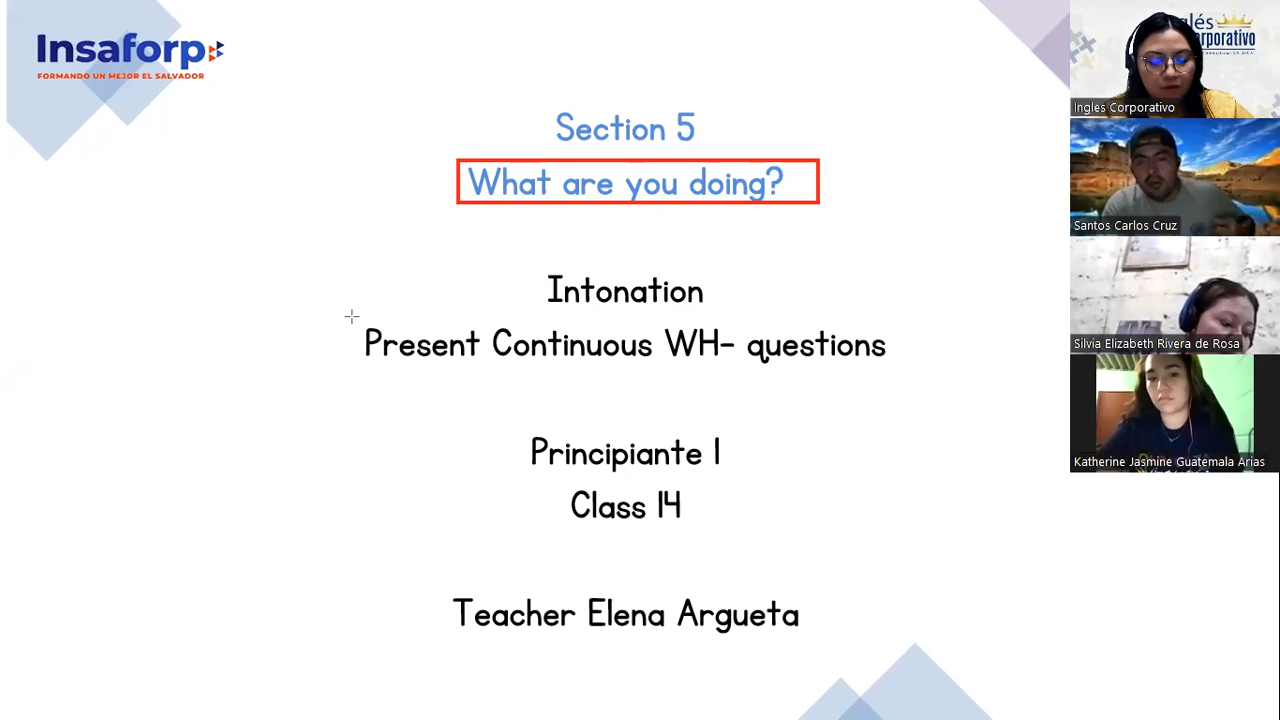 Insaforp
FORMANDO UN MEJOR EL SALVADOR
Section 5
What are you doing?
Intonation
Present Continuous WH- questions
Principiante 1
Class 14
Teacher Elena Argueta
Ingles Corporativo
Santos Carlos Cruz
Silvia Elizabeth Rivera de Rosa
Katherine Jasmine Guatemala Arias